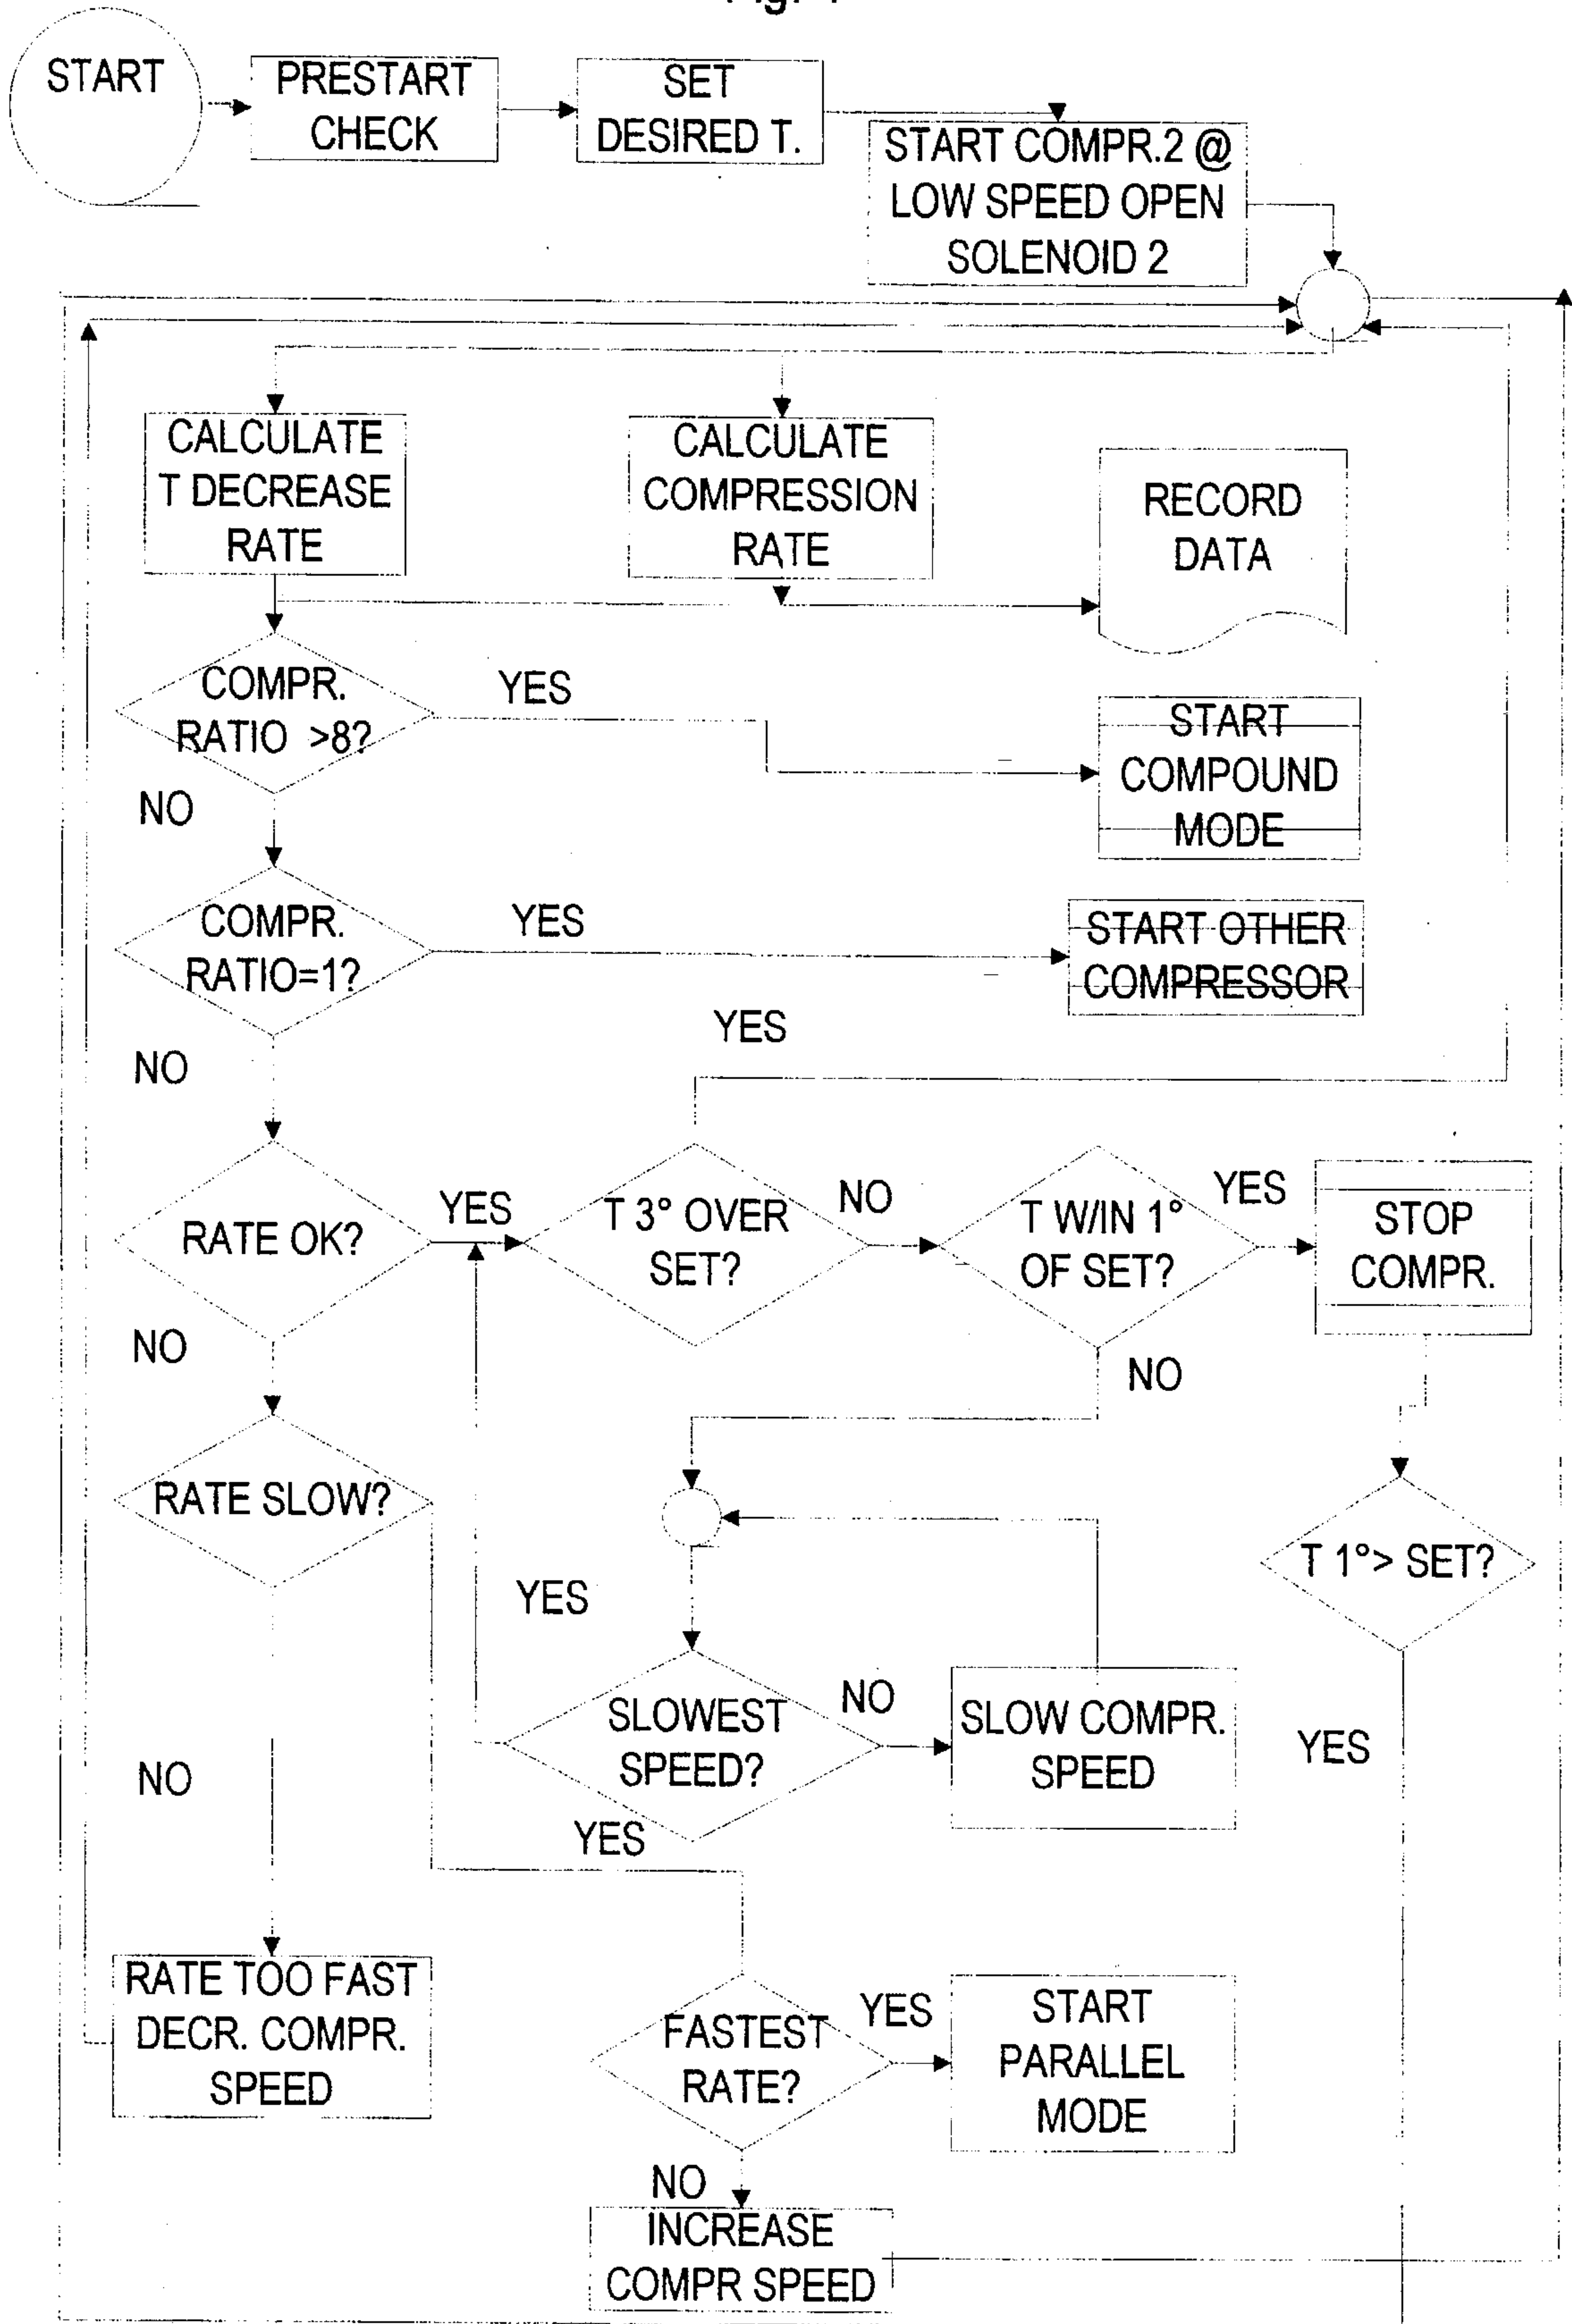 START
PRESTART
CHECK
SET
DESIRED T.
START COMPR.2 @
LOW SPEED OPEN
SOLENOID 2
CALCULATE
T DECREASE
RATE
CALCULATE
COMPRESSION
RATE
RECORD
DATA
COMPR.
RATIO >8?
YES
START
COMPOUND
MODE
NO
COMPR.
RATIO=1?
YES
START OTHER
COMPRESSOR
NO
YES
RATE OK?
YES
T 3° OVER
SET?
NO
T W/IN 1°
OF SET?
YES
STOP
COMPR.
NO
NO
RATE SLOW?
YES
T 1°> SET?
SLOWEST
SPEED?
NO
SLOW COMPR.
SPEED
YES
NO
YES
RATE TOO FAST
DECR. COMPR.
SPEED
FASTEST
RATE?
YES
START
PARALLEL
MODE
NO
INCREASE
COMPR SPEED